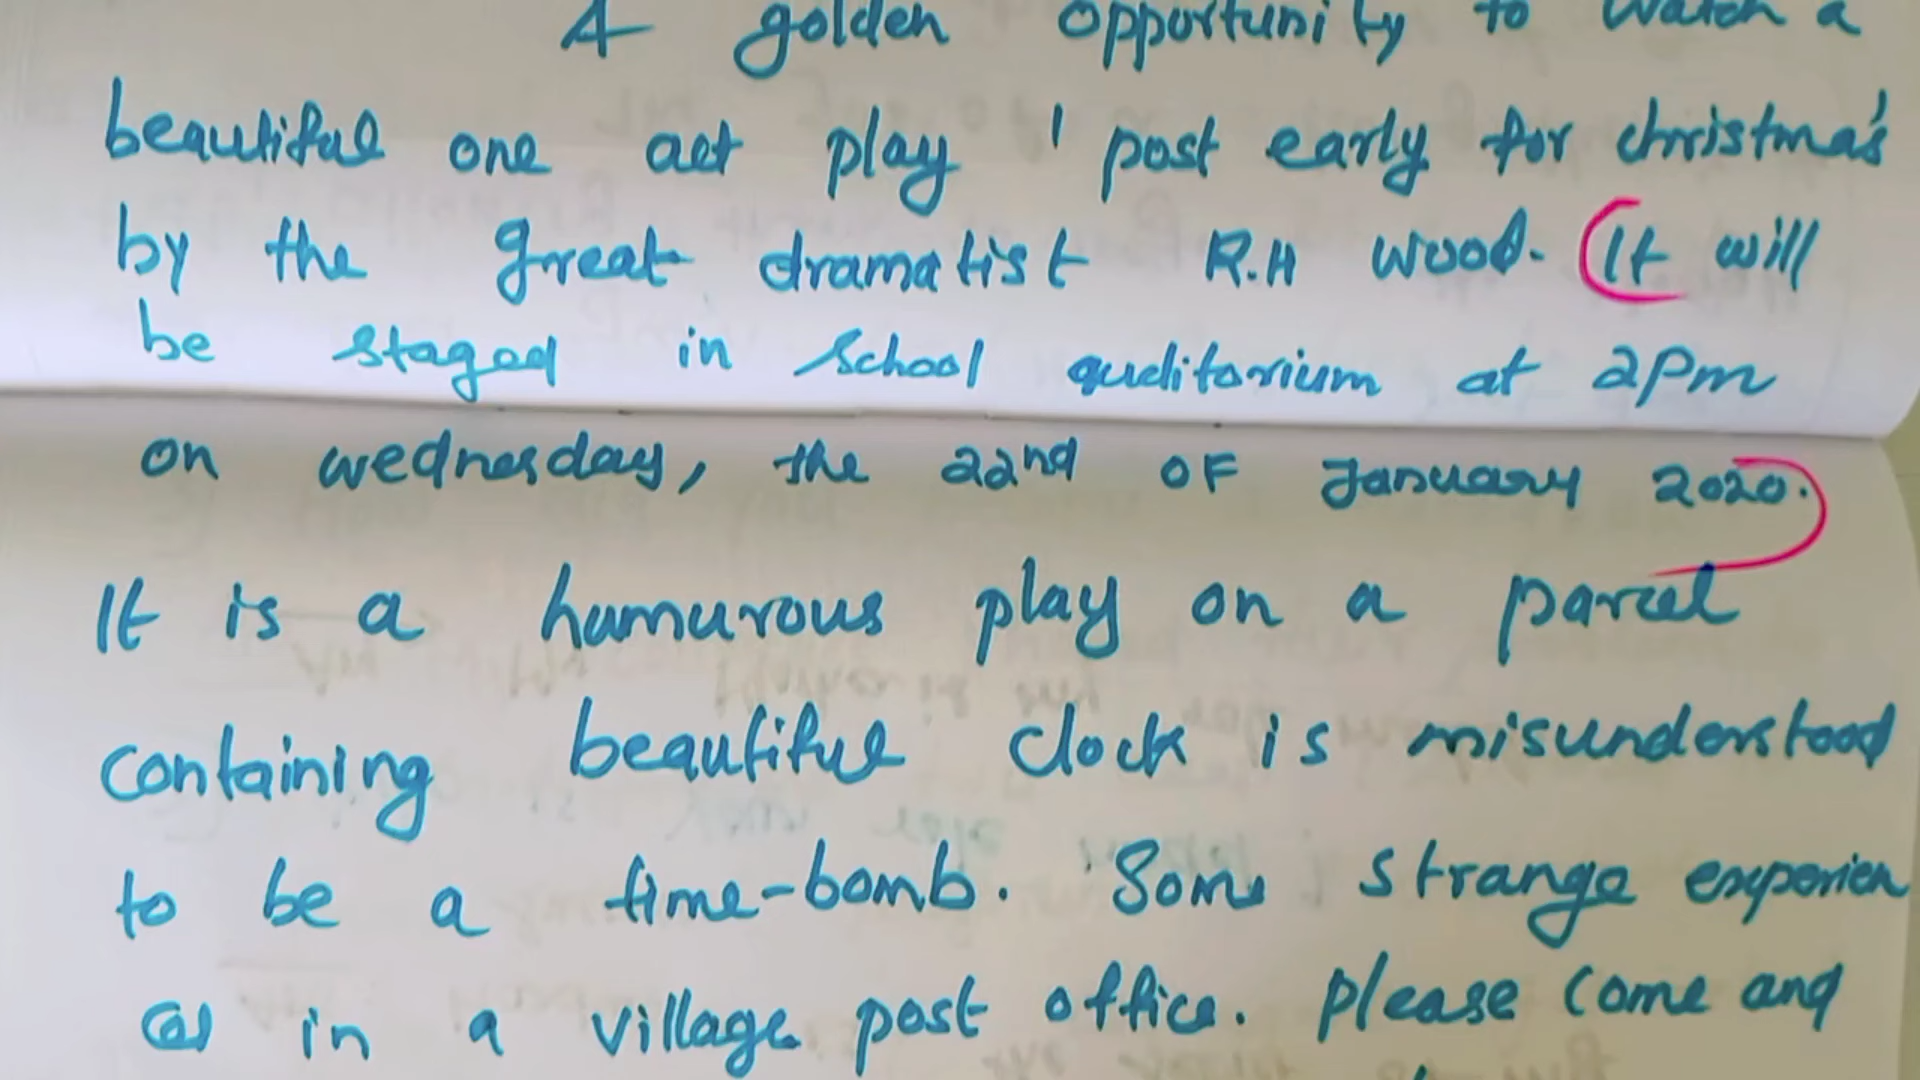 A golden opportunity to watch a
beautiful one act play ' post early for christmas'
by the great dramatist R.H wood. (It will
be staged in school auditorium at 2pm
on wednesday, the 22nd OF January 2020.)
It is a humurous play on a parcel
containing beautiful clock is misunderstood
to be a time-bomb. Some strange experien
in a village post office. please come and